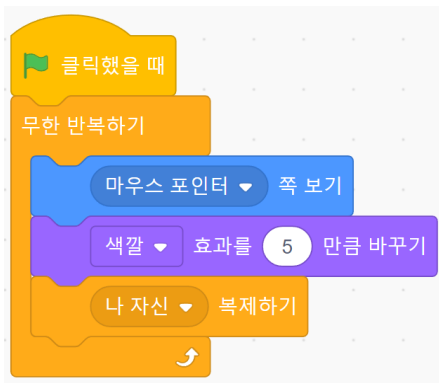 클릭했을 때
무한 반복하기
마우스 포인터 쪽 보기
색깔 효과를 5 만큼 바꾸기
나 자신 복제하기